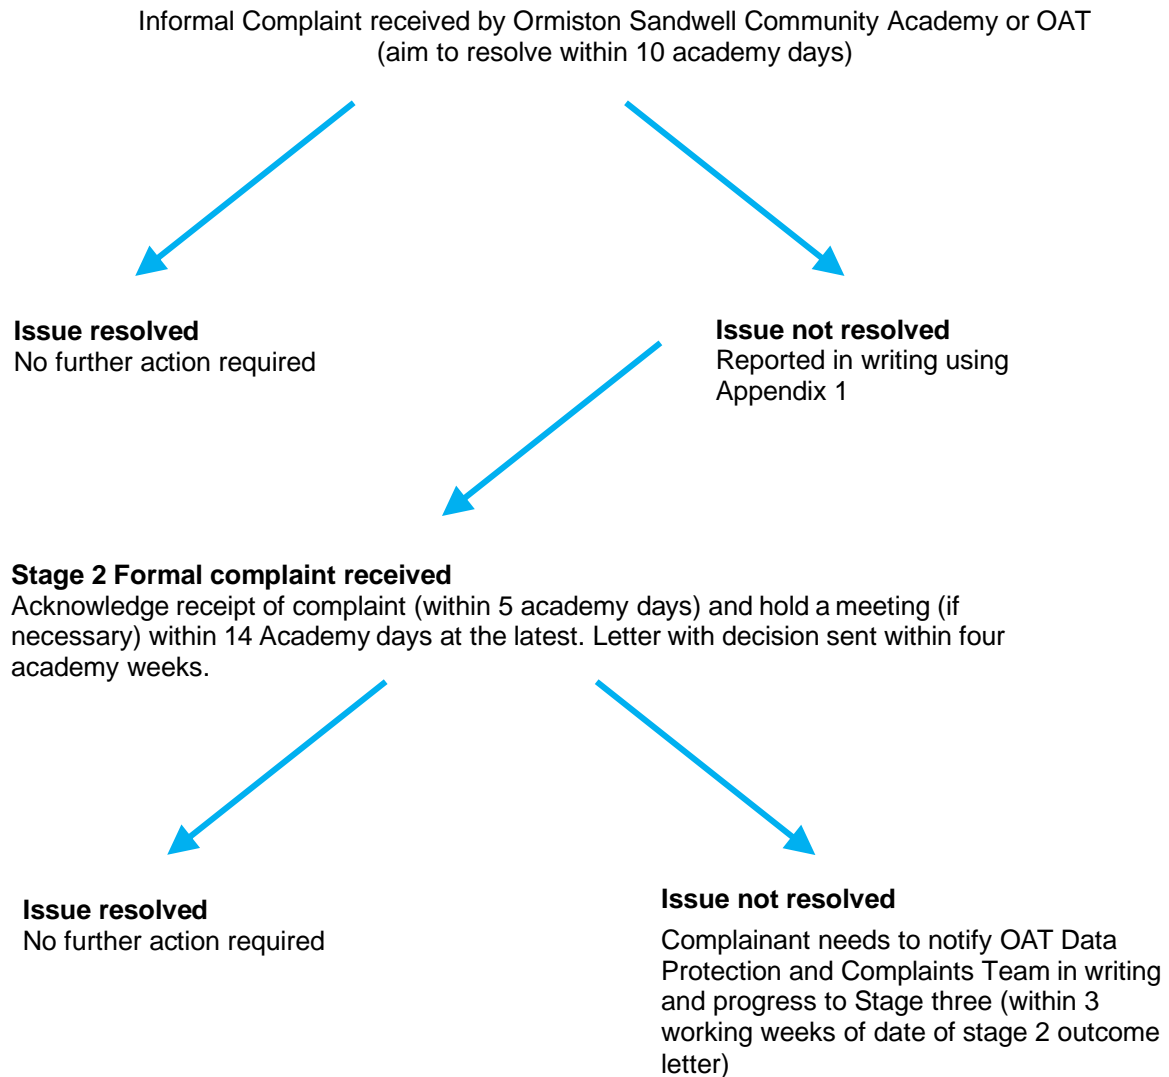 Informal Complaint received by Ormiston Sandwell Community Academy or OAT
(aim to resolve within 10 academy days)
Issue resolved
No further action required
Issue not resolved
Reported in writing using
Appendix 1
Stage 2 Formal complaint received
Acknowledge receipt of complaint (within 5 academy days) and hold a meeting (if
necessary) within 14 Academy days at the latest. Letter with decision sent within four
academy weeks.
Issue resolved
No further action required
Issue not resolved
Complainant needs to notify OAT Data
Protection and Complaints Team in writing
and progress to Stage three (within 3
working weeks of date of stage 2 outcome
letter)